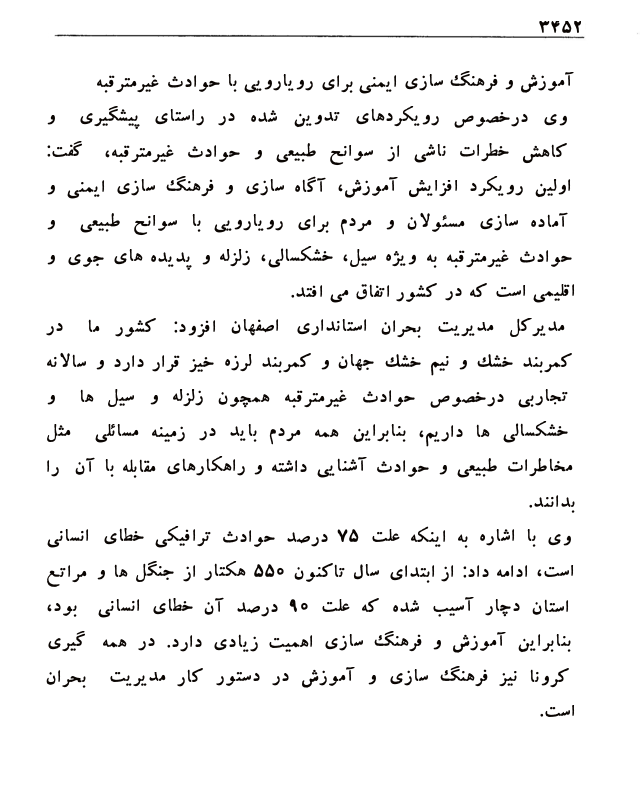 ۳۴۵۲
آموزش و فرهنگ سازی ایمنی برای رویارویی با حوادث غیرمترقبه
وی درخصوص رویکردهای تدوین شده در راستای پیشگیری و
کاهش خطرات ناشی از سوانح طبیعی و حوادث غیرمترقبه، گفت:
اولین رویکرد افزایش آموزش، آگاه سازی و فرهنگ سازی ایمنی و
آماده سازی مسئولان و مردم برای رویارویی با سوانح طبیعی و
حوادث غیرمترقبه به ویژه سیل، خشکسالی، زلزله و پدیده های جوی و
اقلیمی است که در کشور اتفاق می افتد.
مدیرکل مدیریت بحران استانداری اصفهان افزود: کشور ما در
کمربند خشک و نیم خشک جهان و کمربند لرزه خیز قرار دارد و سالانه
تجاربی درخصوص حوادث غیرمترقبه همچون زلزله و سیل ها و
خشکسالی ها داریم، بنابراین همه مردم باید در زمینه مسائلی مثل
مخاطرات طبیعی و حوادث آشنایی داشته و راهکارهای مقابله با آن را
بدانند.
وی با اشاره به اینکه علت ۷۵ درصد حوادث ترافیکی خطای انسانی
است، ادامه داد: از ابتدای سال تاکنون ۵۵۰ هکتار از جنگل ها و مراتع
استان دچار آسیب شده که علت ۹۰ درصد آن خطای انسانی بود،
بنابراین آموزش و فرهنگ سازی اهمیت زیادی دارد. در همه گیری
کرونا نیز فرهنگ سازی و آموزش در دستور کار مدیریت بحران
است.